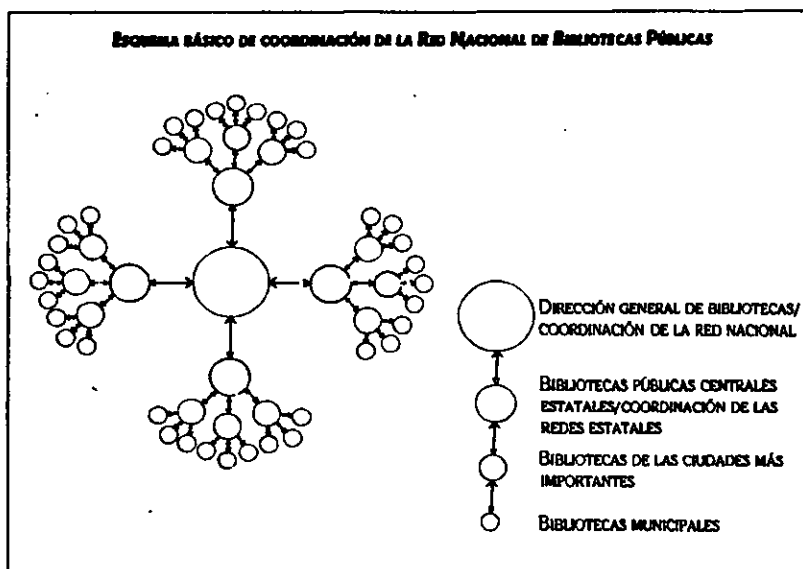 ESQUEMA BÁSICO DE COORDINACIÓN DE LA RED NACIONAL DE BIBLIOTECAS PÚBLICAS
DIRECCIÓN GENERAL DE BIBLIOTECAS/
COORDINACIÓN DE LA RED NACIONAL
BIBLIOTECAS PÚBLICAS CENTRALES
ESTATALES/COORDINACIÓN DE LAS
REDES ESTATALES
BIBLIOTECAS DE LAS CIUDADES MÁS
IMPORTANTES
BIBLIOTECAS MUNICIPALES